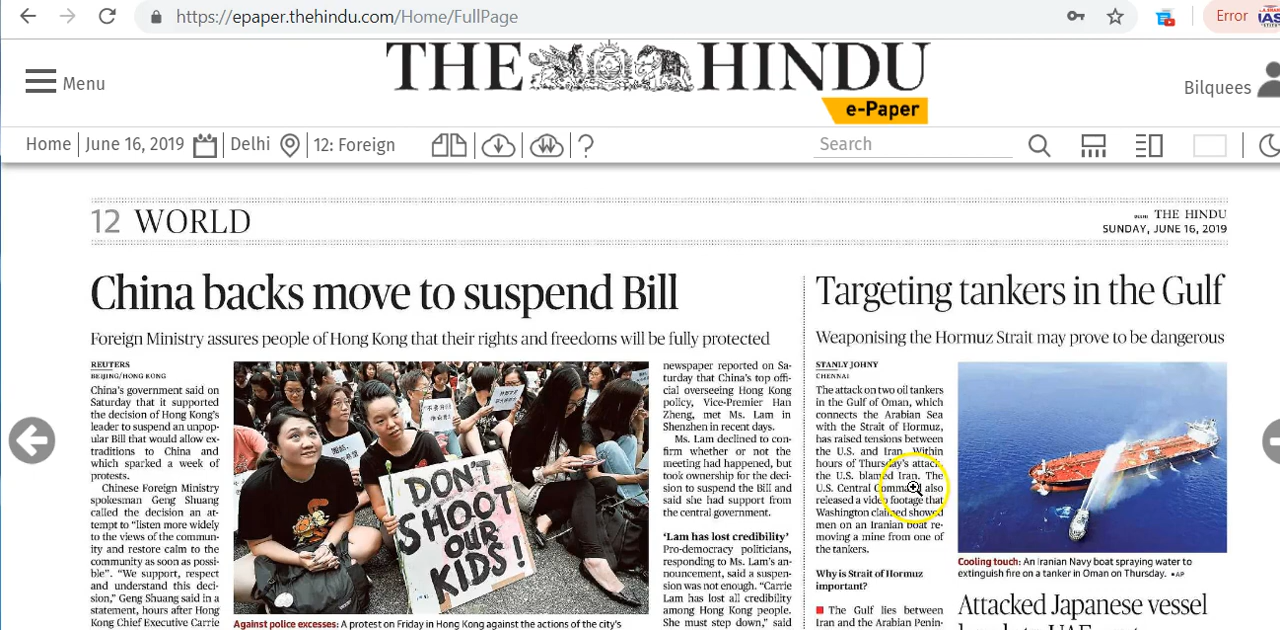 https://epaper.thehindu.com/Home/FullPage
Error
THE HINDU
e-Paper
Menu
Bilquees
Home | June 16, 2019 | Delhi | 12: Foreign
?
Search
12 WORLD
THE HINDU
SUNDAY, JUNE 16, 2019
China backs move to suspend Bill
Foreign Ministry assures people of Hong Kong that their rights and freedoms will be fully protected
REUTERS
BEIJING/HONG KONG
China's government said on
Saturday that it supported
the decision of Hong Kong's
leader to suspend an unpop-
ular Bill that would allow ex-
traditions to China and
which sparked a week of
protests.
Chinese Foreign Ministry
spokesman Geng Shuang
called the decision an at-
tempt to "listen more widely
to the views of the commun-
ity and restore calm to the
community as soon as possi-
ble". "We support, respect
and understand this deci-
sion," Geng Shuang said in a
statement, hours after Hong
Kong Chief Executive Carrie
DON'T
SHOOT
OUR
KIDS!
Against police excesses: A protest on Friday in Hong Kong against the actions of the city's
newspaper reported on Sa-
turday that China's top offi-
cial overseeing Hong Kong
policy, Vice-Premier Han
Zheng, met Ms. Lam in
Shenzhen in recent days.
Ms. Lam declined to con-
firm whether or not the
meeting had happened, but
took ownership for the deci-
sion to suspend the Bill and
said she had support from
the central government.
'Lam has lost credibility'
Pro-democracy politicians,
responding to Ms. Lam's an-
nouncement, said a suspen-
sion was not enough. "Carrie
Lam has lost all credibility
among Hong Kong people.
She must step down," said
Targeting tankers in the Gulf
Weaponising the Hormuz Strait may prove to be dangerous
STANLY JOHNY
CHENNAI
The attack on two oil tankers
in the Gulf of Oman, which
connects the Arabian Sea
with the Strait of Hormuz,
has raised tensions between
the U.S. and Iran. Within
hours of Thursday's attack,
the U.S. blamed Iran. The
U.S. Central Command also
released a video footage that
Washington claimed showed
men on an Iranian boat re-
moving a mine from one of
the tankers.
Why is Strait of Hormuz
important?
The Gulf lies between
Iran and the Arabian Penin-
Cooling touch: An Iranian Navy boat spraying water to
extinguish fire on a tanker in Oman on Thursday. AP
Attacked Japanese vessel